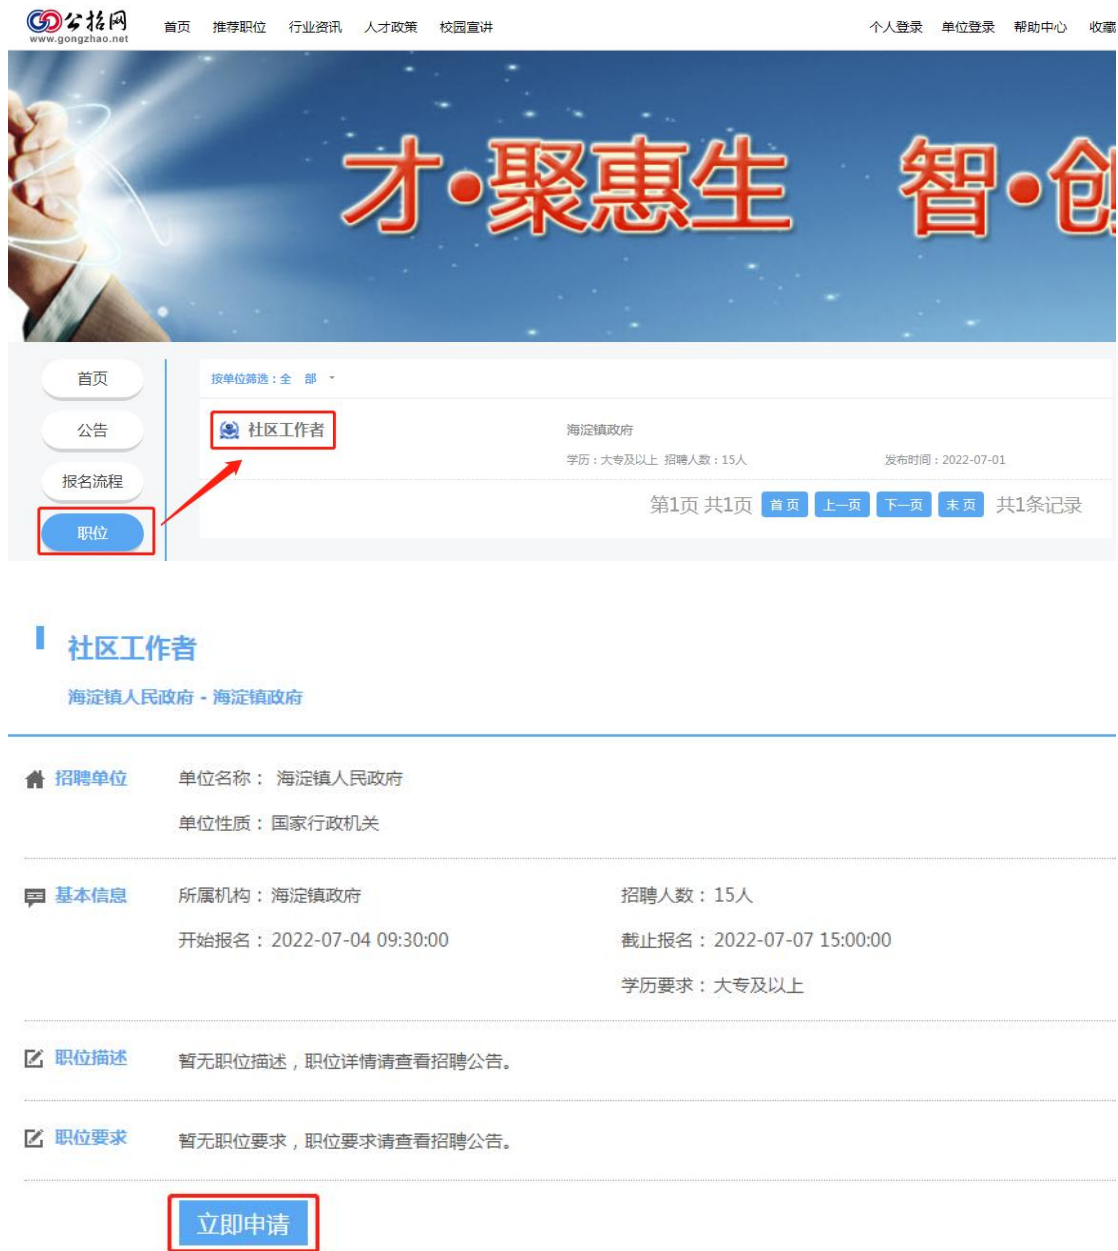 公招网 首页 推荐职位 行业资讯 人才政策 校园宣讲 个人登录 单位登录 帮助中心 收藏
www.gongzhao.net
才·聚惠生 智·创
首页
按单位筛选：全 部
公告
社区工作者 海淀镇政府
学历：大专及以上 招聘人数：15人 发布时间：2022-07-01
报名流程
第1页 共1页 首页 上一页 下一页 末页 共1条记录
职位
社区工作者
海淀镇人民政府 - 海淀镇政府
招聘单位 单位名称： 海淀镇人民政府
单位性质：国家行政机关
基本信息 所属机构：海淀镇政府 招聘人数：15人
开始报名：2022-07-04 09:30:00 截止报名：2022-07-07 15:00:00
学历要求：大专及以上
职位描述 暂无职位描述，职位详情请查看招聘公告。
职位要求 暂无职位要求，职位要求请查看招聘公告。
立即申请